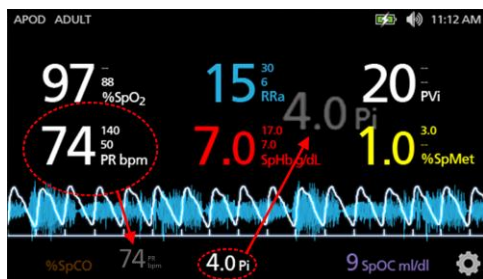 APOD ADULT 11:12 AM
97 -- 88 %SpO₂ 15 30 6 RRa 20 -- -- PVi
4.0 Pi
74 140 50 PR bpm 7.0 17.0 7.0 SpHb g/dL 1.0 3.0 -- %SpMet
%SpCO 74 PR bpm 4.0 Pi 9 SpOC ml/dl